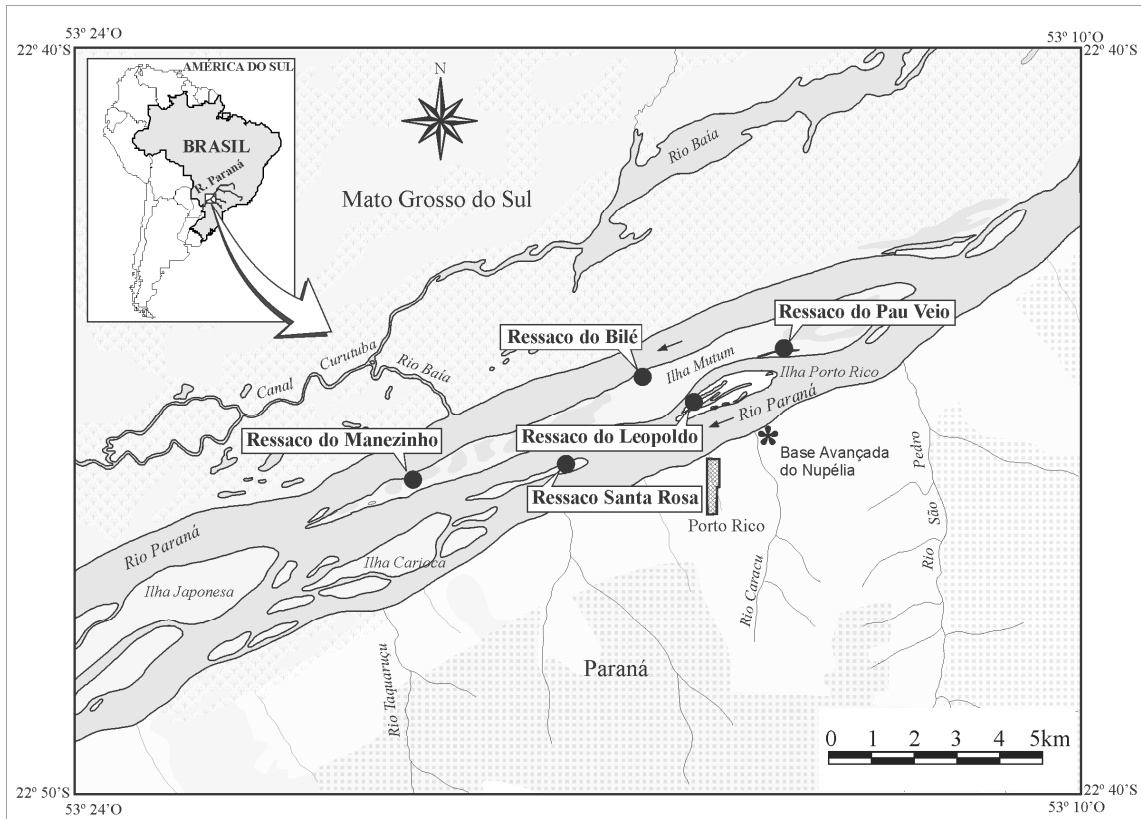 53º 24’O
53º 10’O
22º 40’S
22º 40’S
AMÉRICA DO SUL
BRASIL
R. Paraná
N
Mato Grosso do Sul
Rio Baía
Ressaco do Pau Veio
Ressaco do Bilé
Ilha Mutum
Ilha Porto Rico
Canal
Curutuba
Rio Baía
Rio Paraná
Ressaco do Manezinho
Ressaco do Leopoldo
Base Avançada
do Nupélia
Ressaco Santa Rosa
Porto Rico
Rio São Pedro
Rio Paraná
Ilha Carioca
Ilha Japonesa
Rio Caracu
Paraná
Rio Taquaruçu
0 1 2 3 4 5km
22º 50’S
22º 40’S
53º 24’O
53º 10’O